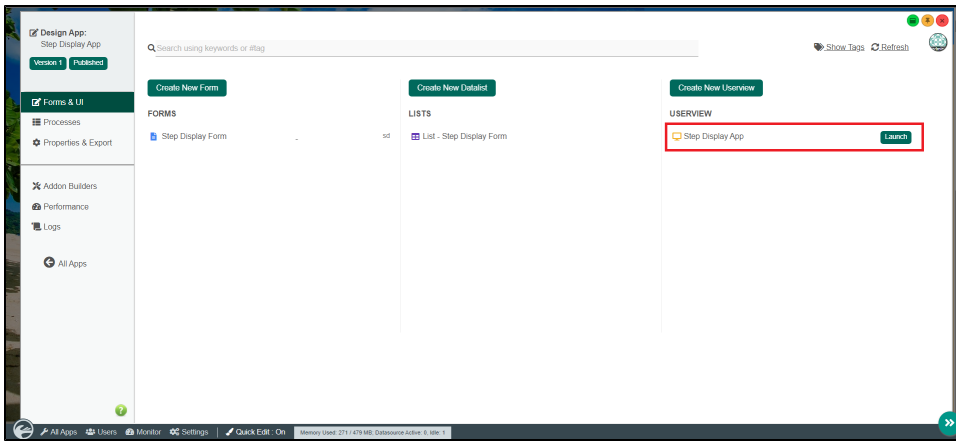 Design App:
Step Display App
Version 1 Published
Search using keywords or #tag
Show Tags Refresh
Forms & UI
Processes
Properties & Export
Addon Builders
Performance
Logs
All Apps
Create New Form
FORMS
Step Display Form - sd
Create New Datalist
LISTS
List - Step Display Form
Create New Userview
USERVIEW
Step Display App Launch
All Apps Users Monitor Settings Quick Edit : On Memory Used: 271 / 479 MB: Datasource Active: 0, Idle: 1